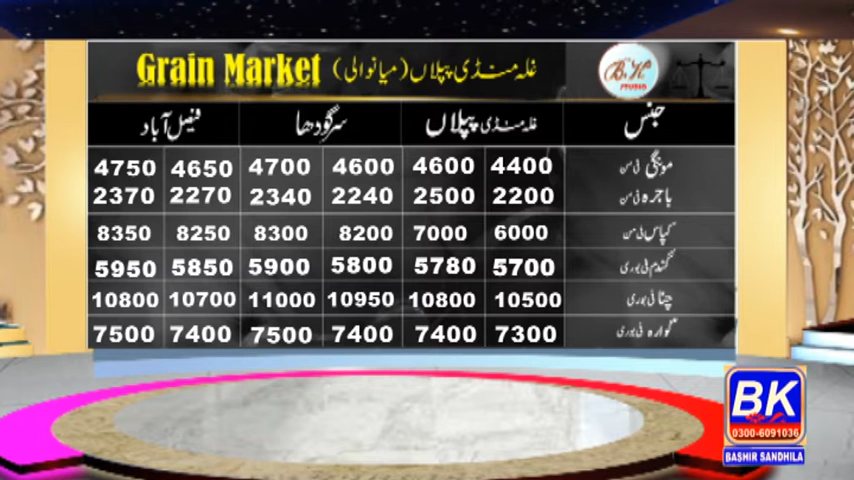 Grain Market غلہ منڈی پپلاں (میانوالی)
B.K
STUDIO
جنس غلہ منڈی پپلاں سرگودھا فیصل آباد
مونگی فی من 4400 4600 4600 4700 4650 4750
باجرہ فی من 2200 2500 2240 2340 2270 2370
کپاس فی من 6000 7000 8200 8300 8250 8350
گندم فی بوری 5700 5780 5800 5900 5850 5950
چنا فی بوری 10500 10800 10950 11000 10700 10800
گوارہ فی بوری 7300 7400 7400 7500 7400 7500
BK
0300-6091036
BASHIR SANDHILA